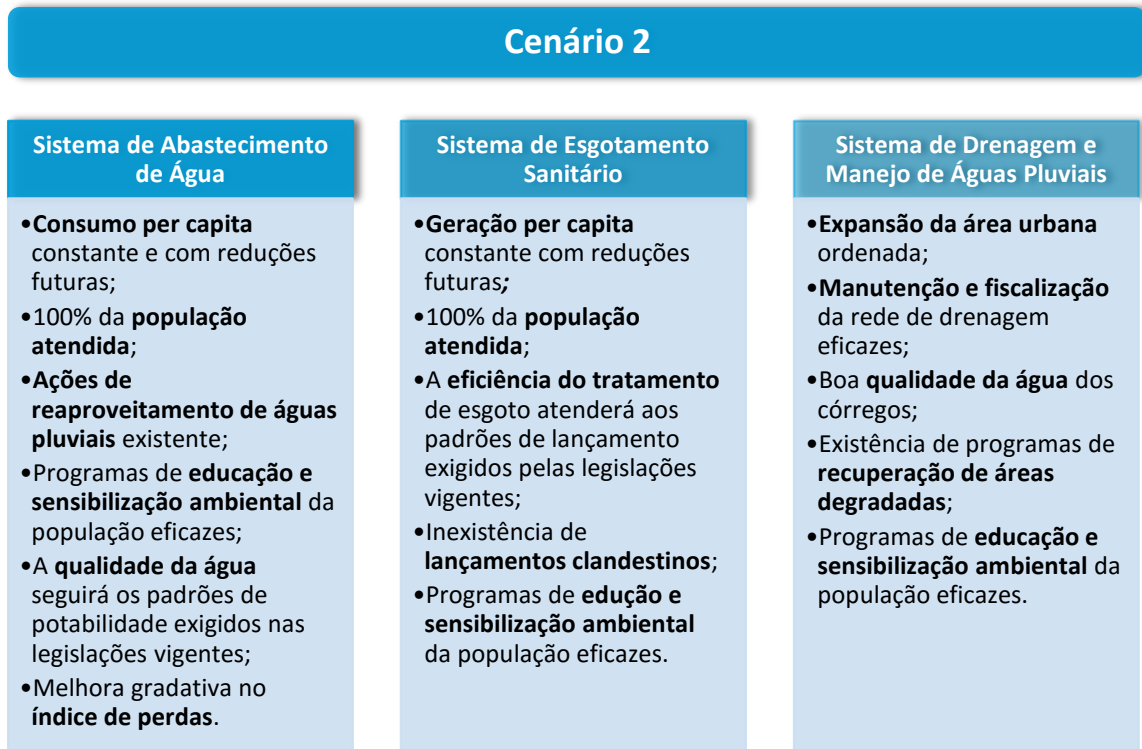 Cenário 2
Sistema de Abastecimento
de Água
•Consumo per capita
constante e com reduções
futuras;
•100% da população
atendida;
•Ações de
reaproveitamento de águas
pluviais existente;
•Programas de educação e
sensibilização ambiental da
população eficazes;
•A qualidade da água
seguirá os padrões de
potabilidade exigidos nas
legislações vigentes;
•Melhora gradativa no
índice de perdas.
Sistema de Esgotamento
Sanitário
•Geração per capita
constante com reduções
futuras;
•100% da população
atendida;
•A eficiência do tratamento
de esgoto atenderá aos
padrões de lançamento
exigidos pelas legislações
vigentes;
•Inexistência de
lançamentos clandestinos;
•Programas de edução e
sensibilização ambiental
da população eficazes.
Sistema de Drenagem e
Manejo de Águas Pluviais
•Expansão da área urbana
ordenada;
•Manutenção e fiscalização
da rede de drenagem
eficazes;
•Boa qualidade da água dos
córregos;
•Existência de programas de
recuperação de áreas
degradadas;
•Programas de educação e
sensibilização ambiental da
população eficazes.